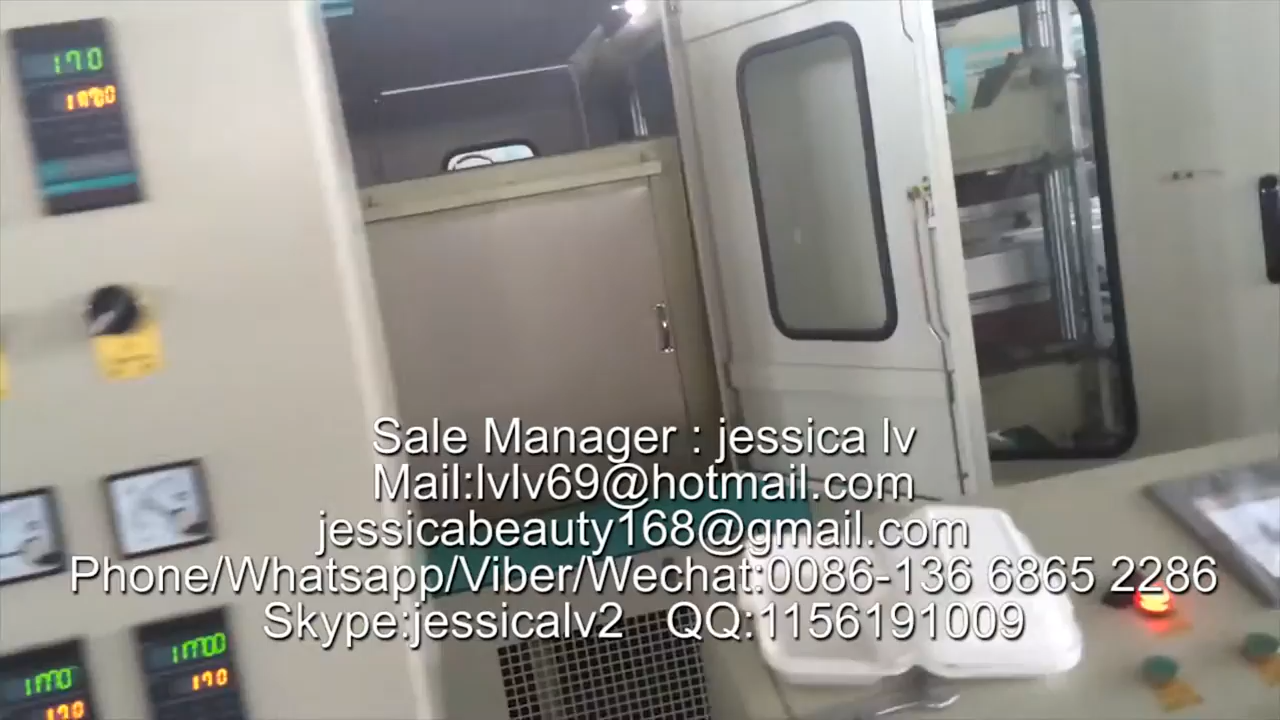 170
170
Sale Manager : jessica lv
Mail:lvlv69@hotmail.com
jessicabeauty168@gmail.com
Phone/Whatsapp/Viber/Wechat:0086-136 6865 2286
Skype:jessicalv2 QQ:1156191009
170